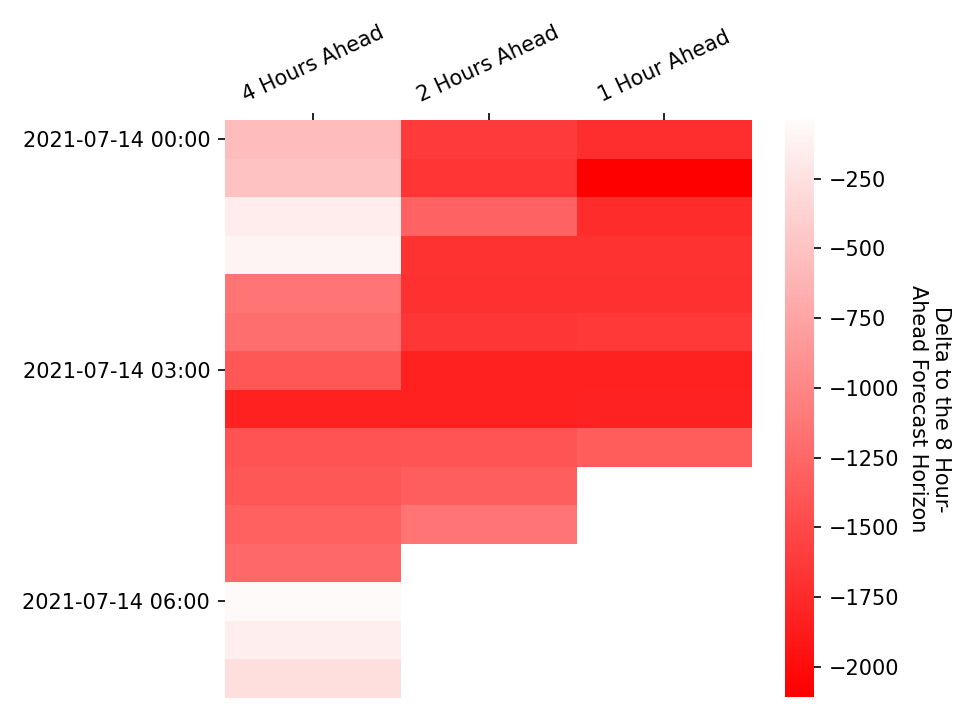 4 Hours Ahead
2 Hours Ahead
1 Hour Ahead
2021-07-14 00:00
2021-07-14 03:00
2021-07-14 06:00
−250
−500
−750
−1000
−1250
−1500
−1750
−2000
Delta to the 8 Hour-
Ahead Forecast Horizon